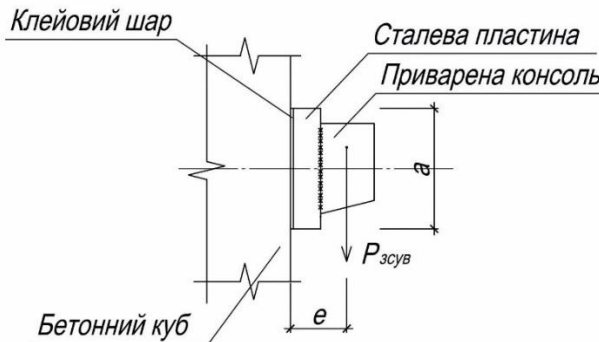 Клейовий шар
Сталева пластина
Приварена консоль
a
Pзсув
e
Бетонний куб